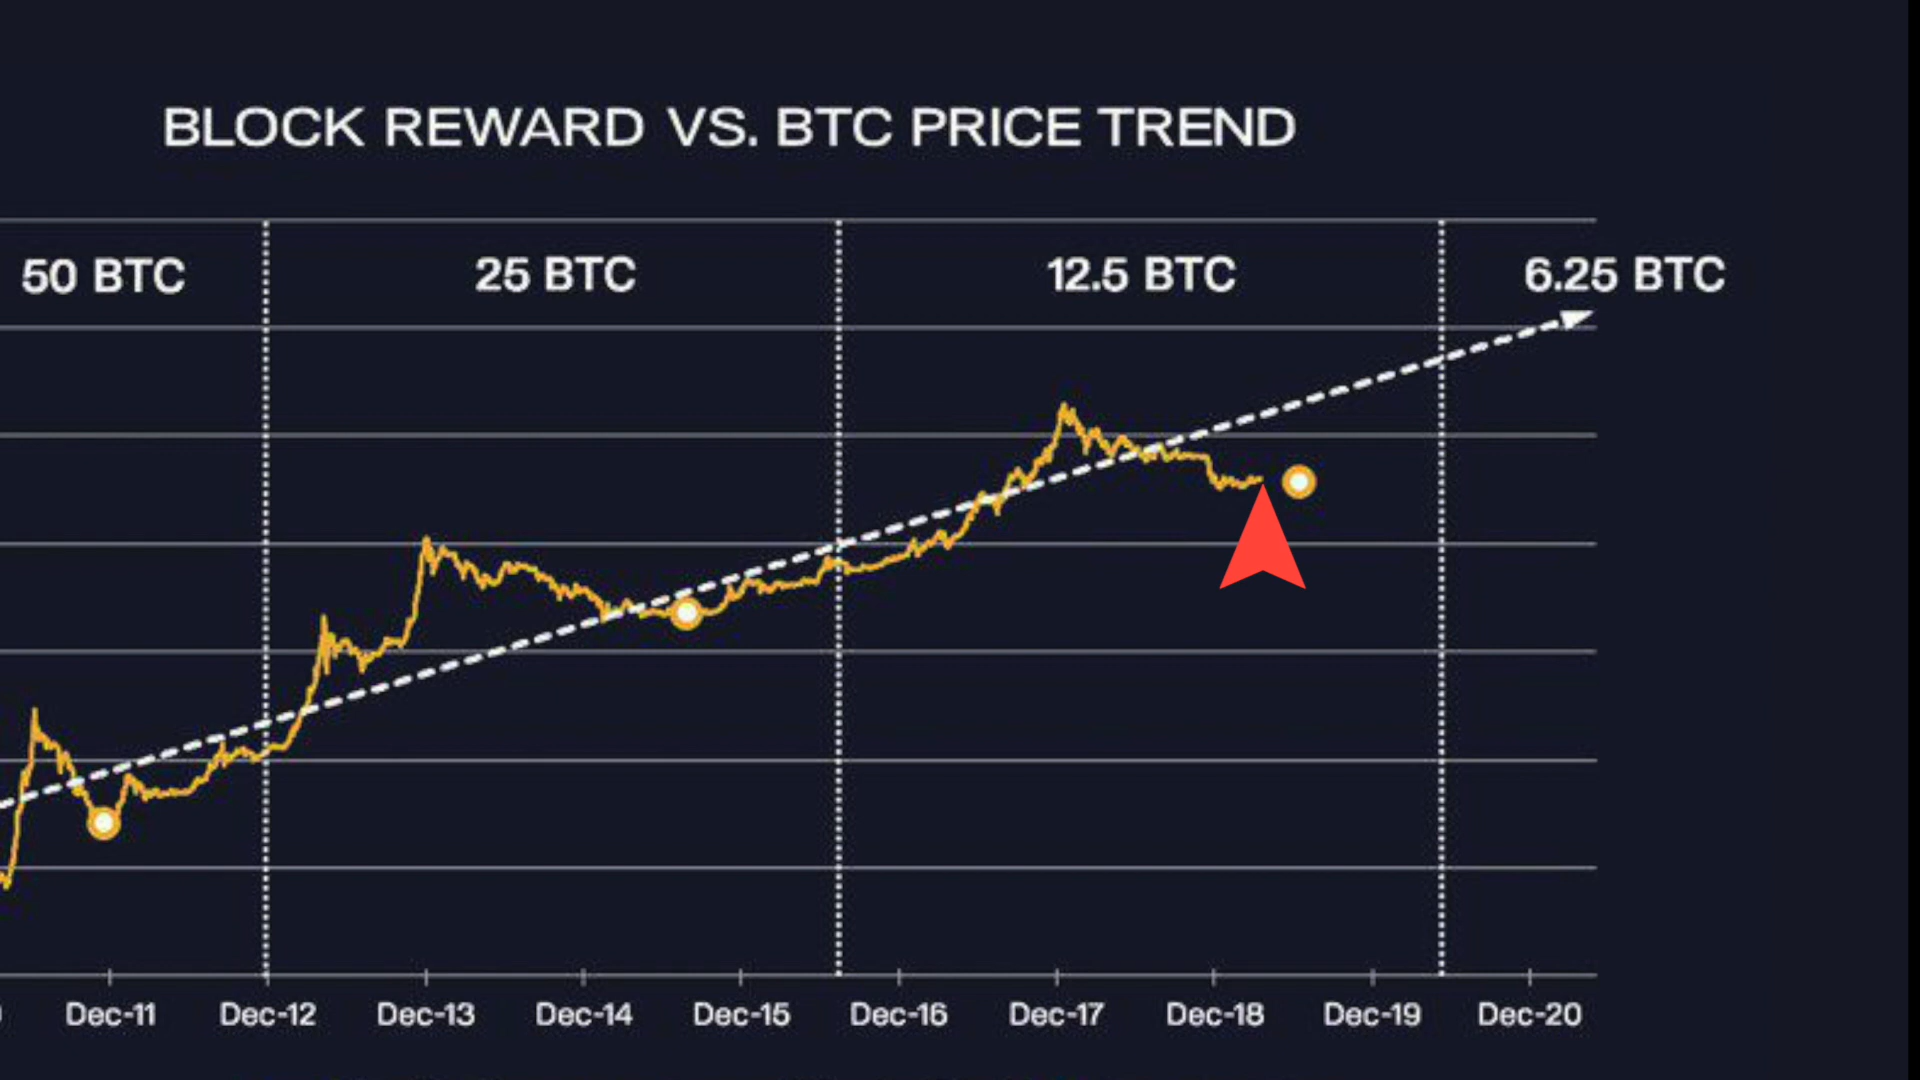 BLOCK REWARD VS. BTC PRICE TREND
50 BTC 25 BTC 12.5 BTC 6.25 BTC
Dec-11 Dec-12 Dec-13 Dec-14 Dec-15 Dec-16 Dec-17 Dec-18 Dec-19 Dec-20